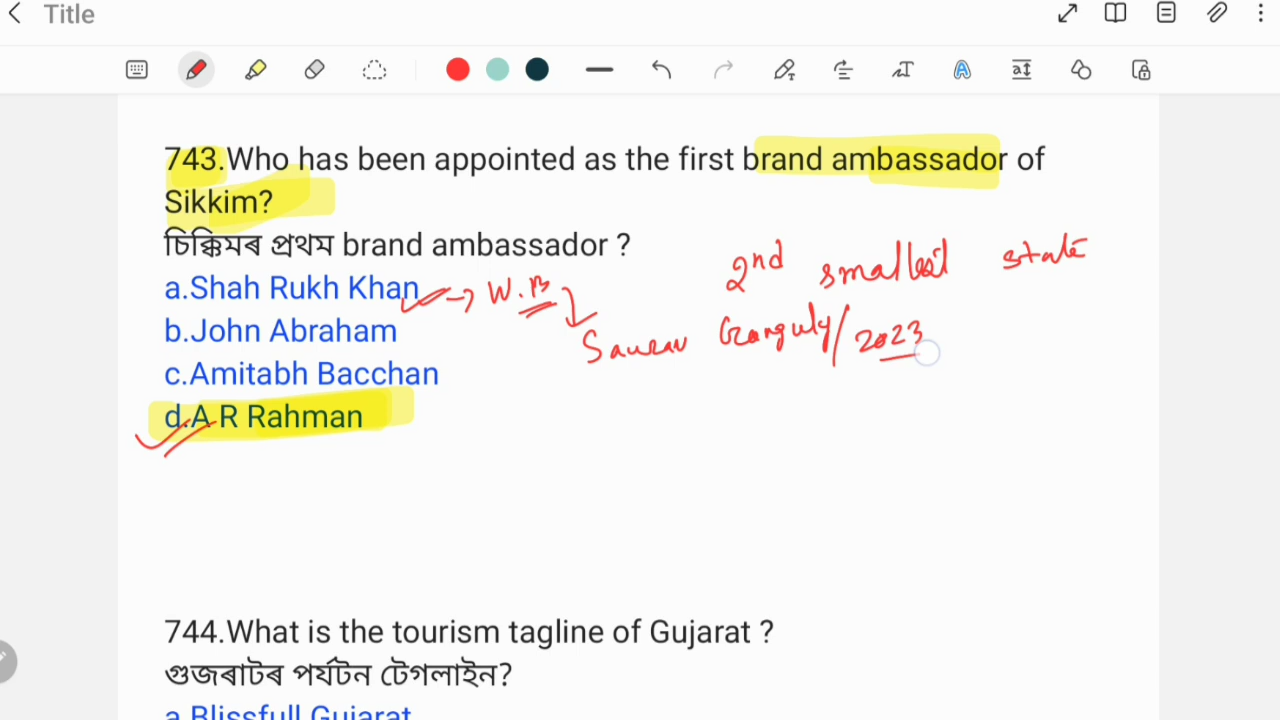 Title
743.Who has been appointed as the first brand ambassador of
Sikkim?
চিক্কিমৰ প্ৰথম brand ambassador ?
a.Shah Rukh Khan → W.B
b.John Abraham
c.Amitabh Bacchan
d.A R Rahman
2nd smallest state
Saurav Ganguly/2023
744.What is the tourism tagline of Gujarat ?
গুজৰাটৰ পৰ্যটন টেগলাইন?
a.Blissfull Gujarat